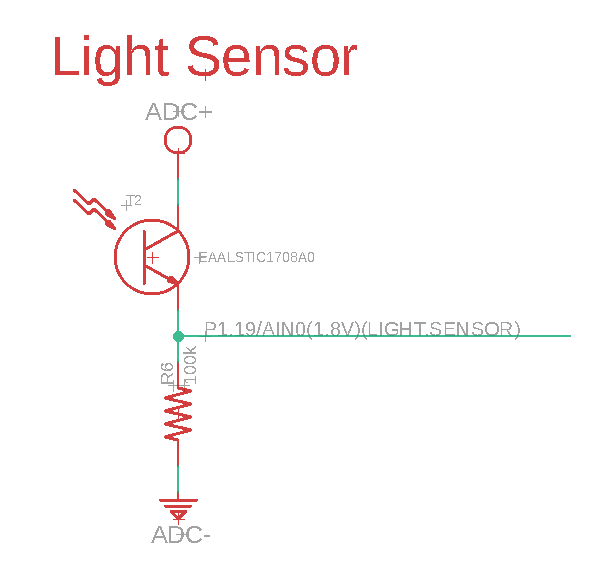 Light Sensor
ADC+
T2
EAALSTIC1708A0
P1.19/AIN0(1.8V)(LIGHT.SENSOR)
R6
100k
ADC-